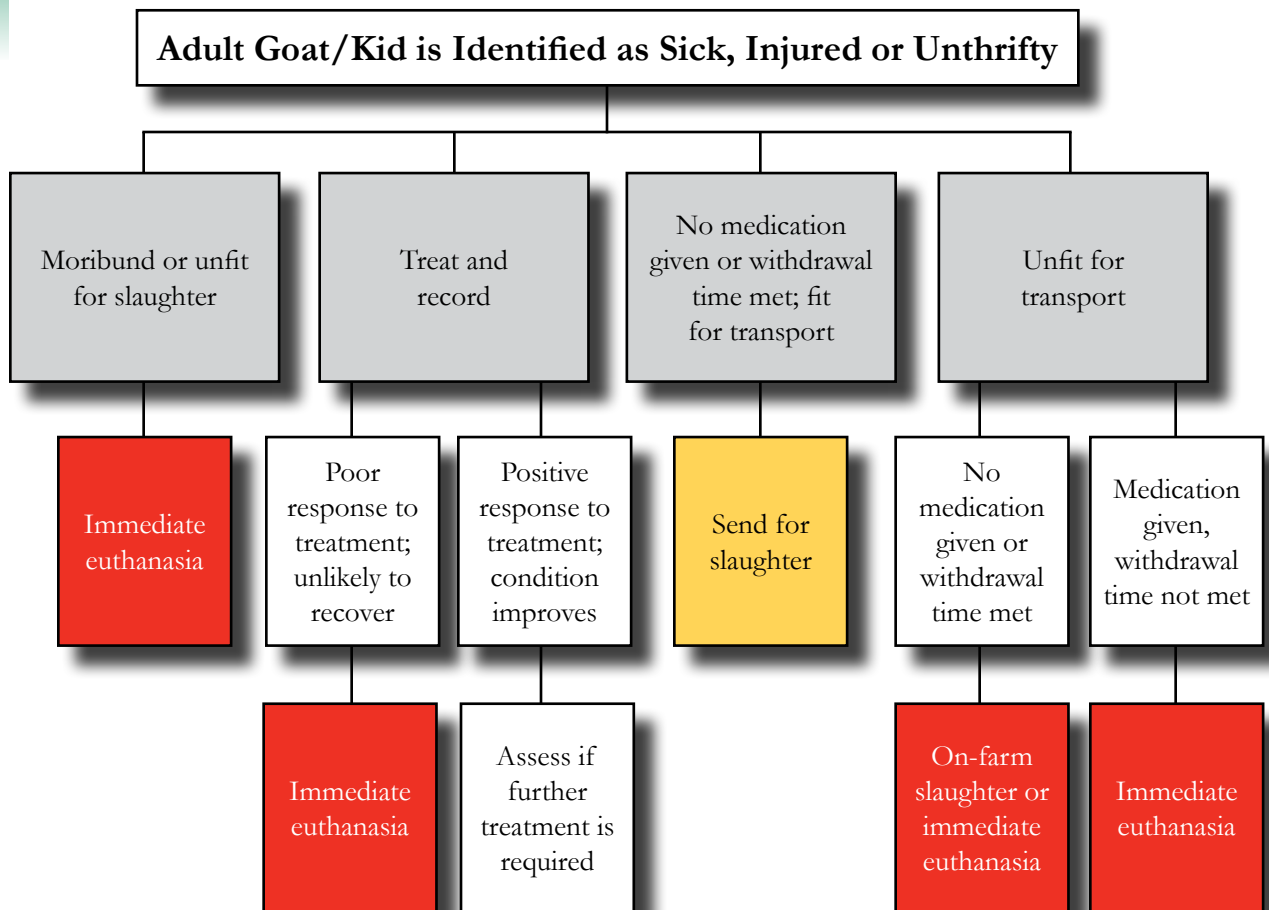 Adult Goat/Kid is Identified as Sick, Injured or Unthrifty
Moribund or unfit
for slaughter
Treat and
record
No medication
given or withdrawal
time met; fit
for transport
Unfit for
transport
Immediate
euthanasia
Poor
response to
treatment;
unlikely to
recover
Positive
response to
treatment;
condition
improves
Send for
slaughter
No
medication
given or
withdrawal
time met
Medication
given,
withdrawal
time not met
Immediate
euthanasia
Assess if
further
treatment is
required
On-farm
slaughter or
immediate
euthanasia
Immediate
euthanasia